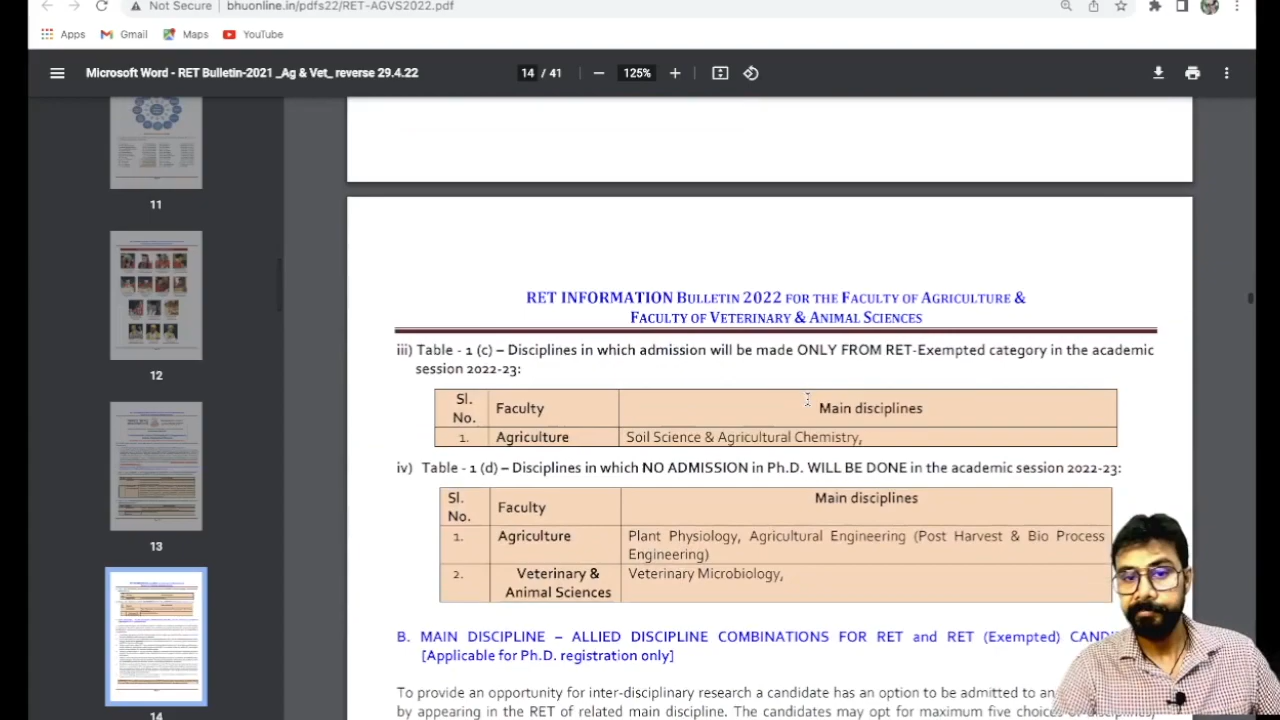 Not Secure
bhuonline.in/pdfs22/RET-AGVS2022.pdf
Apps
Gmail
Maps
YouTube
Microsoft Word - RET Bulletin-2021 _Ag & Vet_ reverse 29.4.22
14 / 41
125%
11
12
13
14
RET INFORMATION BULLETIN 2022 FOR THE FACULTY OF AGRICULTURE &
FACULTY OF VETERINARY & ANIMAL SCIENCES
iii) Table - 1 (c) – Disciplines in which admission will be made ONLY FROM RET-Exempted category in the academic
session 2022-23:
Sl. No. Faculty Main disciplines
1. Agriculture Soil Science & Agricultural Chemistry,
iv) Table - 1 (d) – Disciplines in which NO ADMISSION in Ph.D. WILL BE DONE in the academic session 2022-23:
Sl. No. Faculty Main disciplines
1. Agriculture Plant Physiology, Agricultural Engineering (Post Harvest & Bio Process
Engineering)
2. Veterinary & Veterinary Microbiology,
Animal Sciences
B. MAIN DISCIPLINE ALLIED DISCIPLINE COMBINATIONS FOR RET and RET (Exempted)
[Applicable for Ph.D. registration only]
To provide an opportunity for inter-disciplinary research a candidate has an option to be admitted to
by appearing in the RET of related main discipline. The candidates may opt for maximum five choices